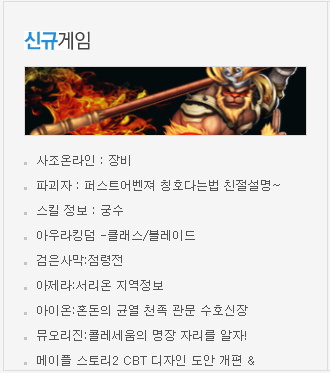 신규게임
사조온라인 : 장비
파괴자 : 퍼스트어벤져 칭호다는법 친절설명~
스킬 정보 : 궁수
아우라킹덤 -클래스/블레이드
검은사막:점령전
아제라:서리온 지역정보
아이온:혼돈의 균열 천족 관문 수호신장
뮤오리진:콜레세움의 명장 자리를 알자!
메이플 스토리2 CBT 디자인 도안 개편 &